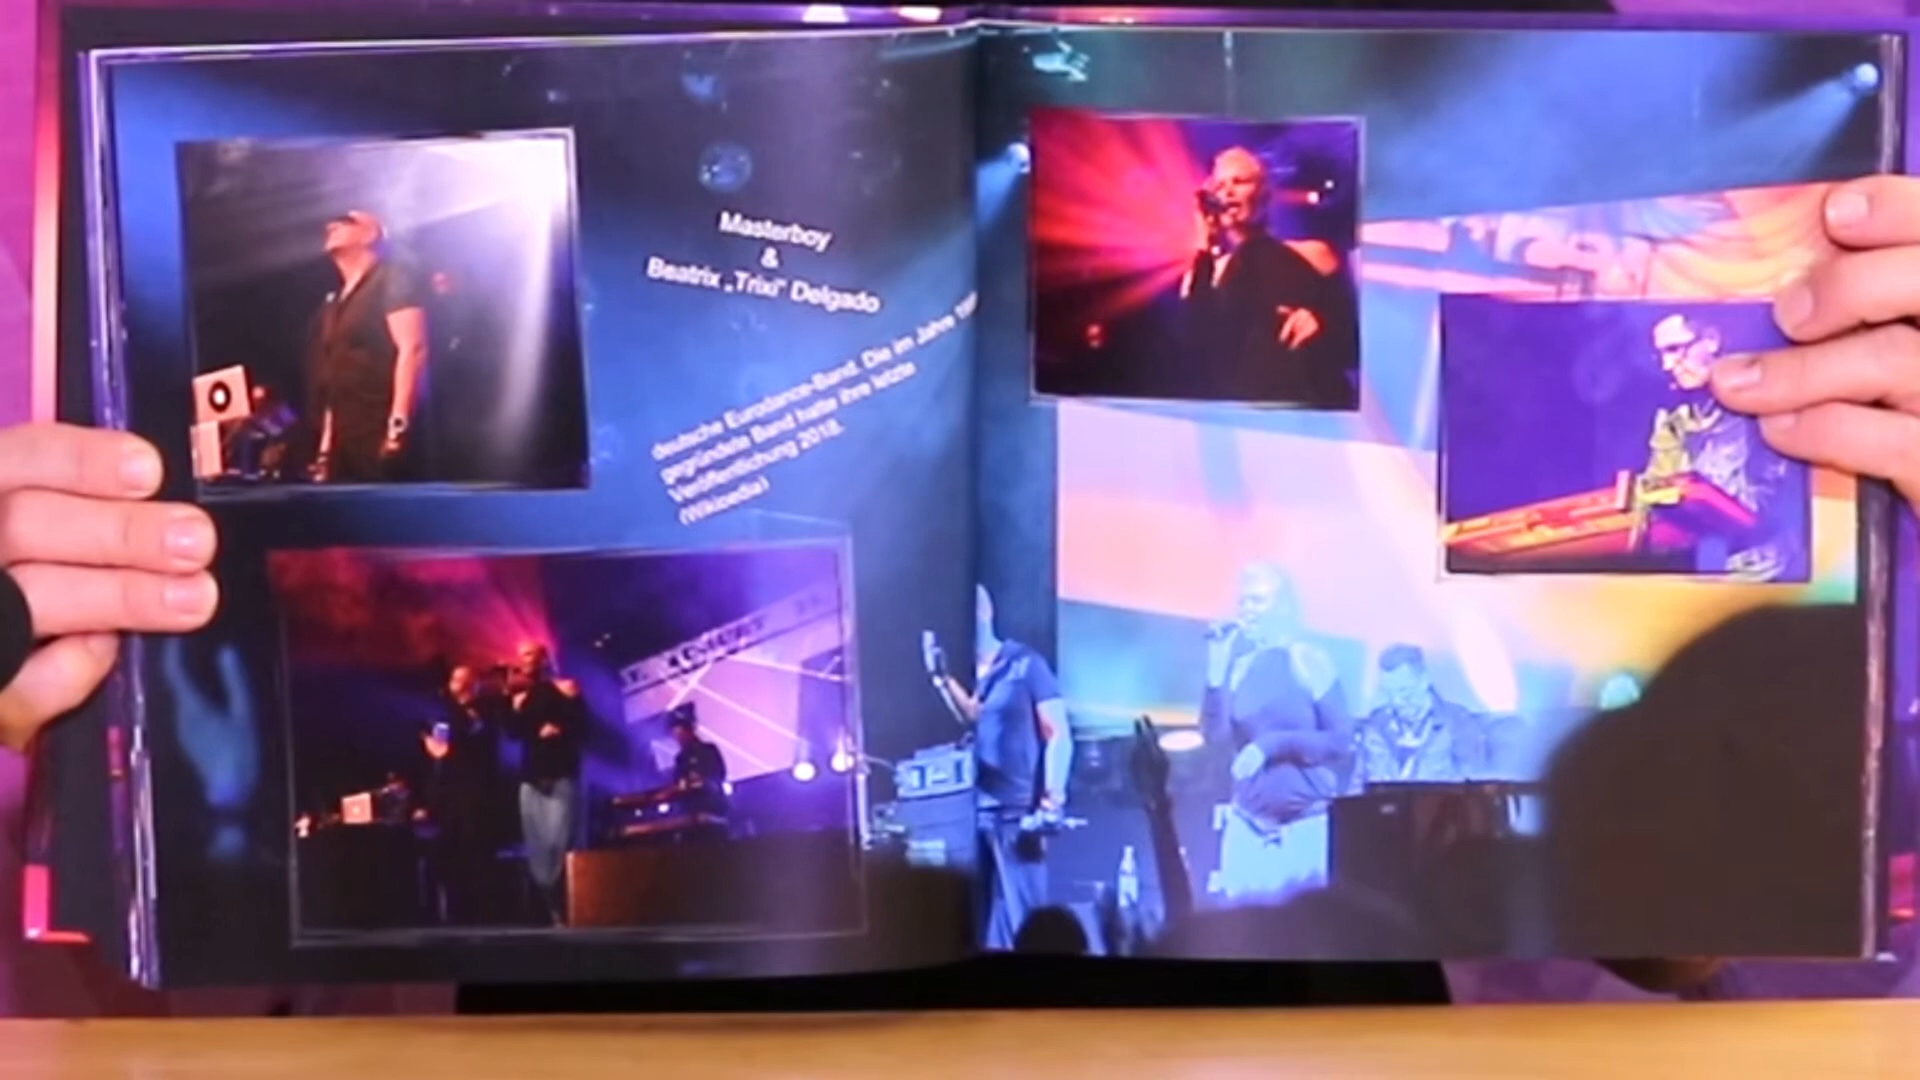 Masterboy
&
Beatrix „Trixi" Delgado
deutsche Eurodance-Band. Die im Jahre
gegründete Band hatte ihre letzte
Veröffentlichung 2018.
(Wikipedia)